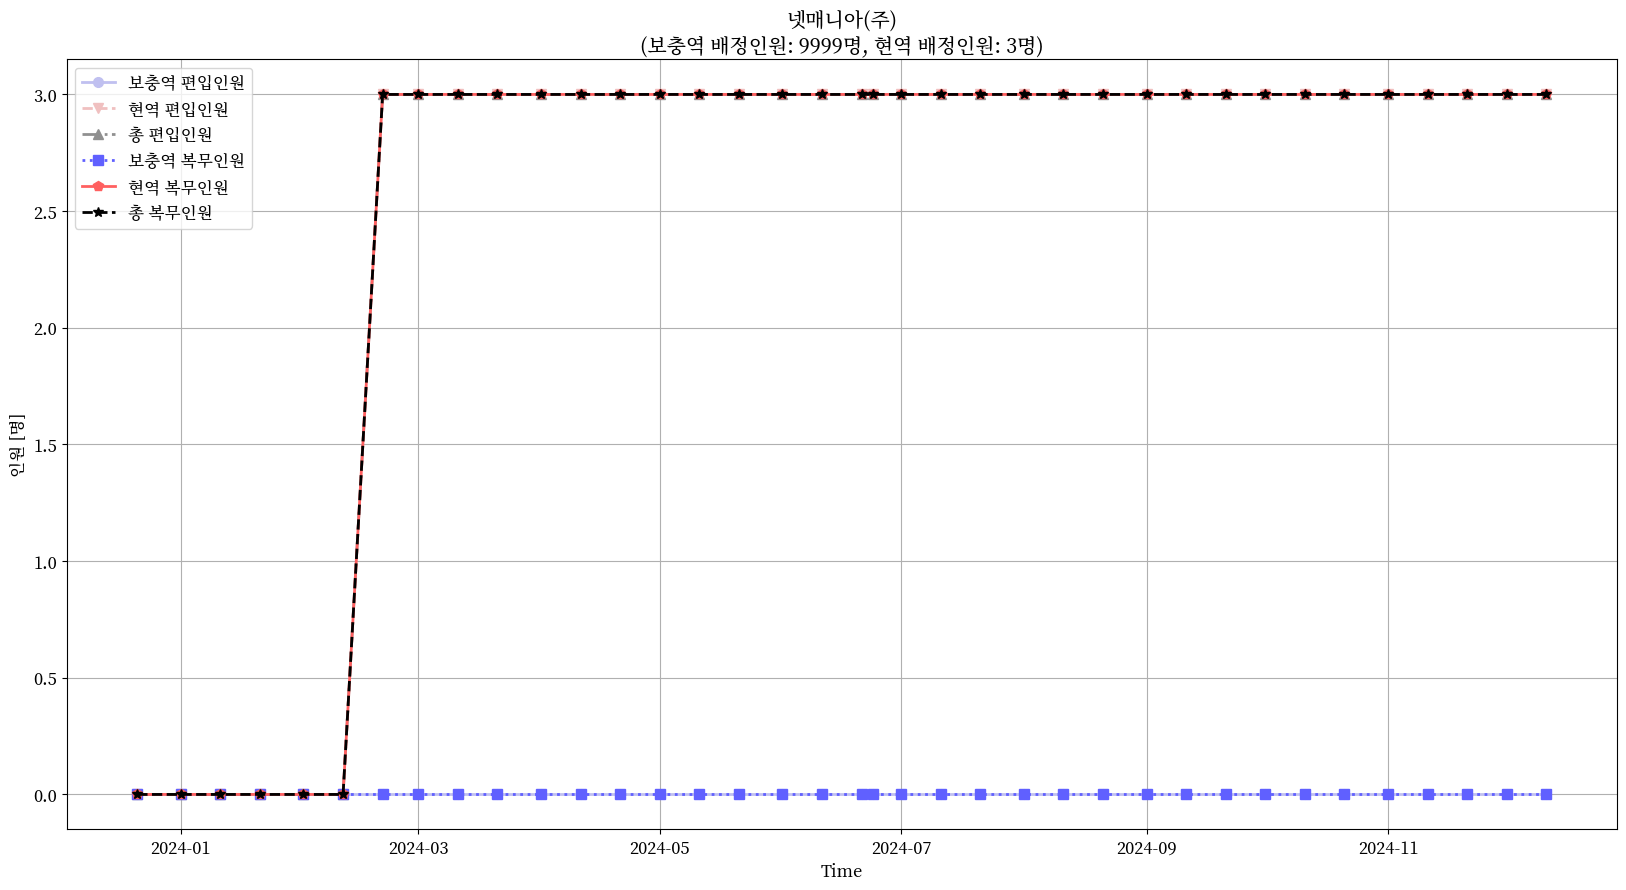 넷매니아(주)
(보충역 배정인원: 9999명, 현역 배정인원: 3명)
보충역 편입인원
현역 편입인원
총 편입인원
보충역 복무인원
현역 복무인원
총 복무인원
3.0
2.5
2.0
1.5
1.0
0.5
0.0
인원 [명]
2024-01 2024-03 2024-05 2024-07 2024-09 2024-11
Time